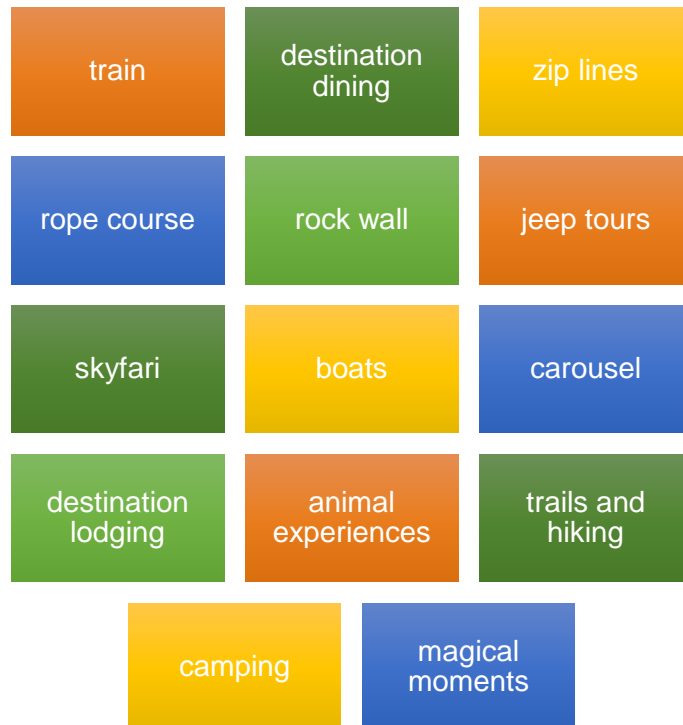 train
destination
dining
zip lines
rope course
rock wall
jeep tours
skyfari
boats
carousel
destination
lodging
animal
experiences
trails and
hiking
camping
magical
moments